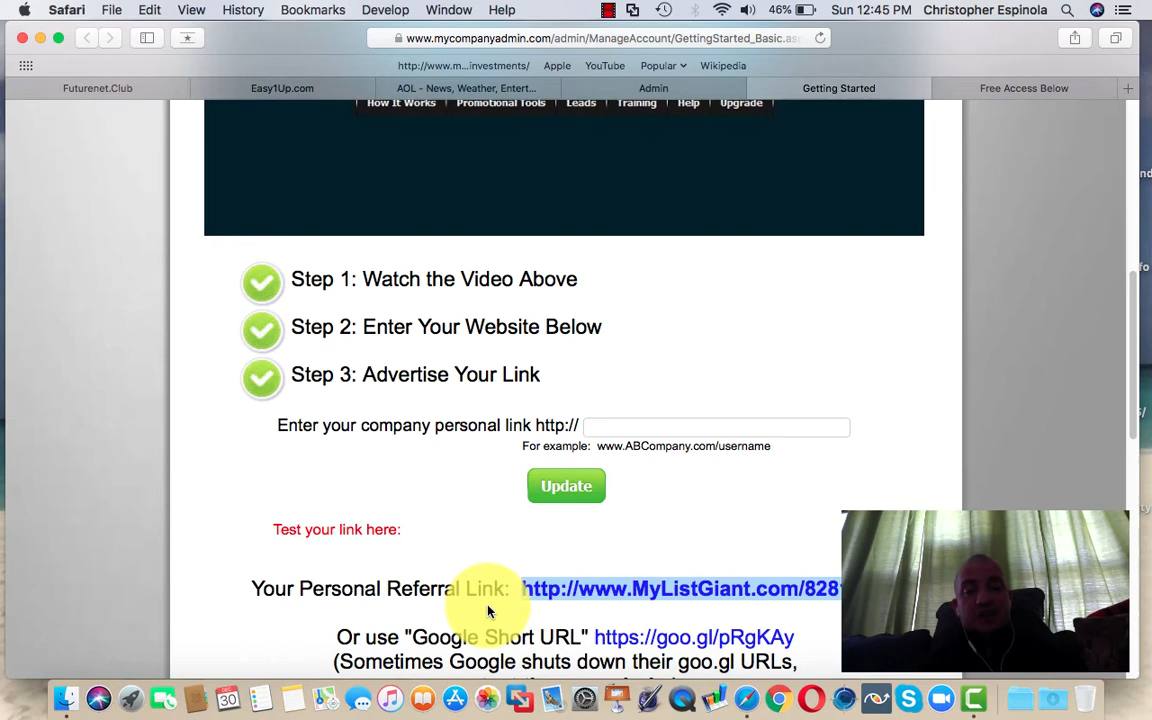 Safari File Edit View History Bookmarks Develop Window Help 46% Sun 12:45 PM Christopher Espinola
www.mycompanyadmin.com/admin/ManageAccount/GettingStarted_Basic.as
http://www.m...investments/ Apple YouTube Popular Wikipedia
Futurenet.Club Easy1Up.com AOL - News, Weather, Entert... Admin Getting Started Free Access Below
How It Works Promotional Tools Leads Training Help Upgrade
Step 1: Watch the Video Above
Step 2: Enter Your Website Below
Step 3: Advertise Your Link
Enter your company personal link http://
For example: www.ABCompany.com/username
Update
Test your link here:
Your Personal Referral Link: http://www.MyListGiant.com/828
Or use "Google Short URL" https://goo.gl/pRgKAy
(Sometimes Google shuts down their goo.gl URLs,